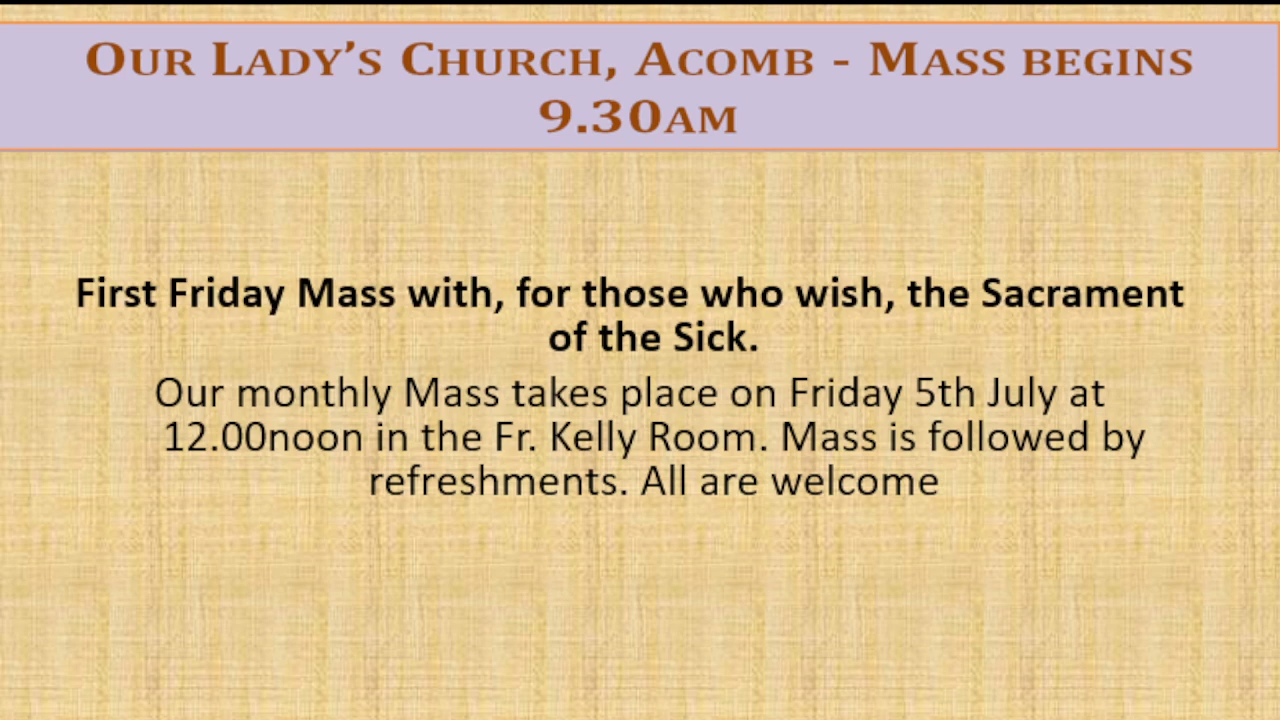 Our Lady’s Church, Acomb - Mass begins
9.30am
First Friday Mass with, for those who wish, the Sacrament
of the Sick.
Our monthly Mass takes place on Friday 5th July at
12.00noon in the Fr. Kelly Room. Mass is followed by
refreshments. All are welcome